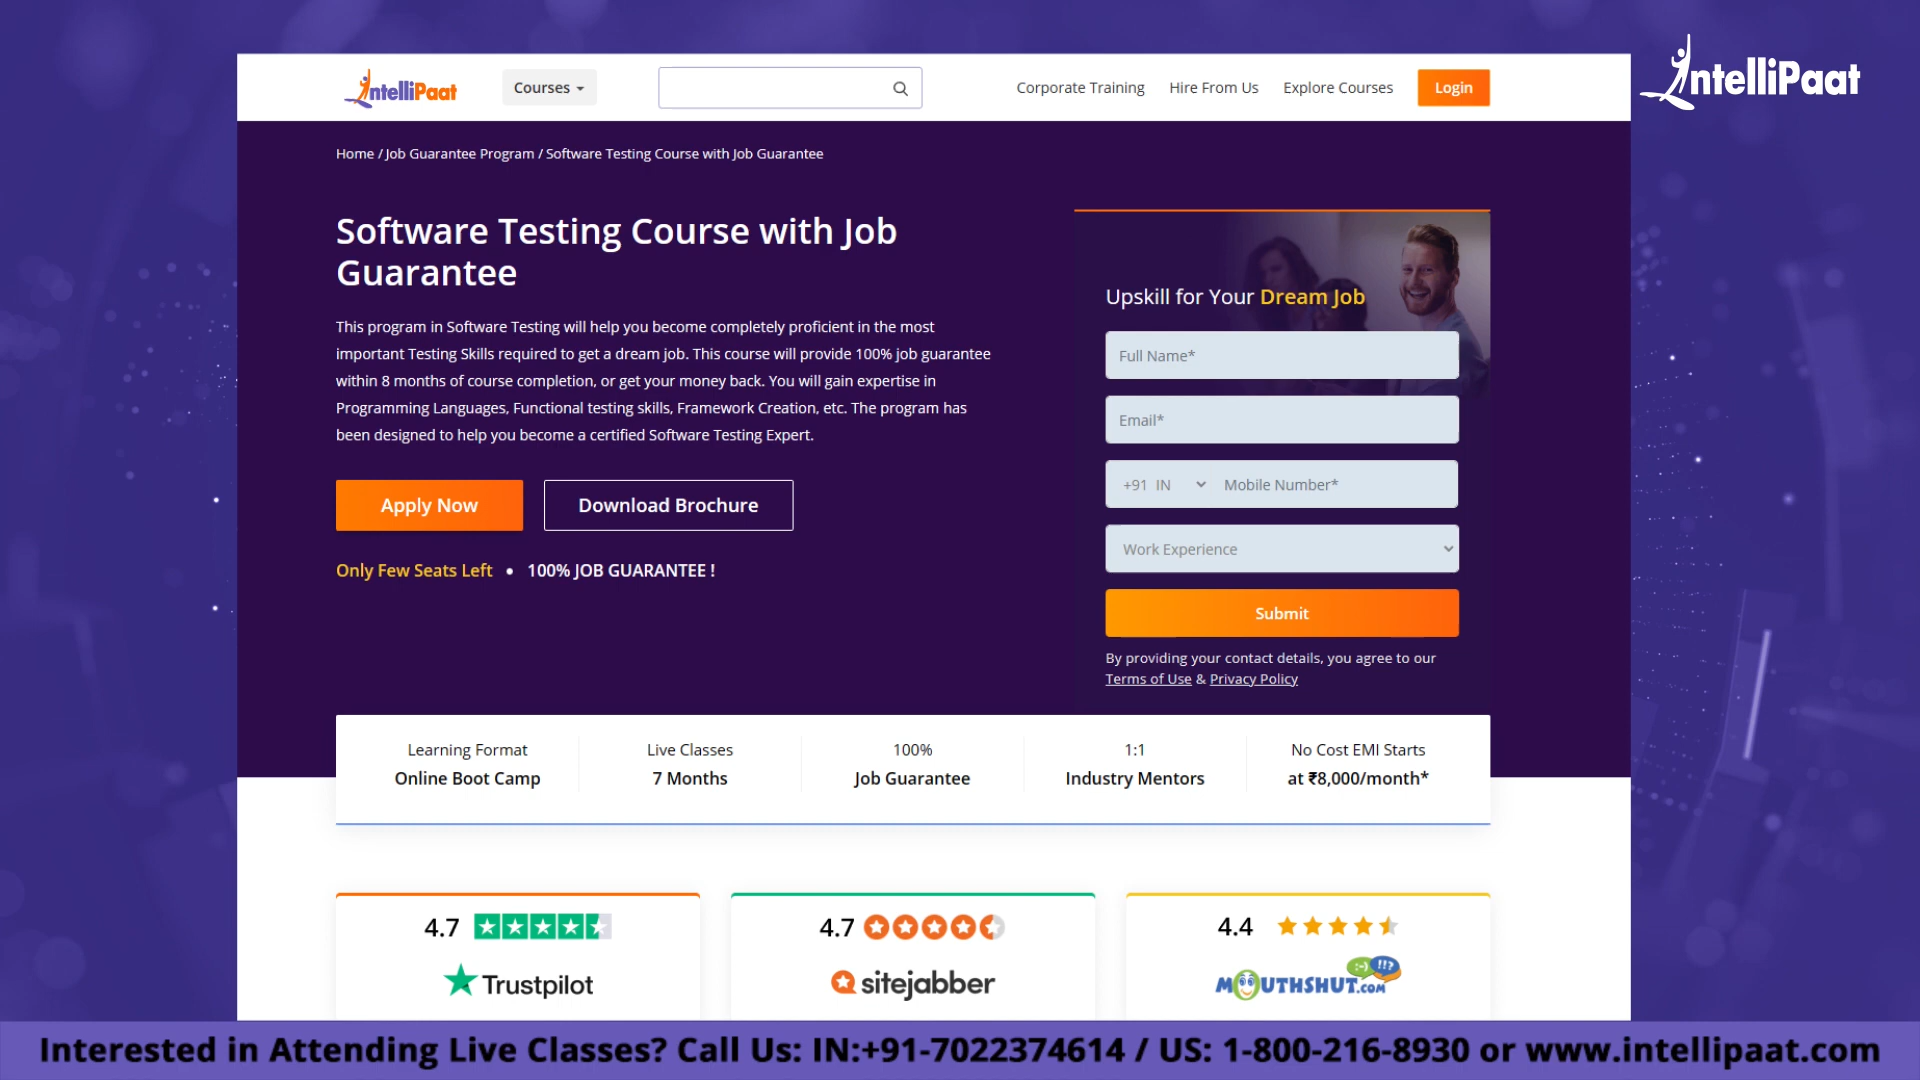 IntelliPaat
IntelliPaat
Courses
Corporate Training
Hire From Us
Explore Courses
Login
Home / Job Guarantee Program / Software Testing Course with Job Guarantee
Software Testing Course with Job
Guarantee
This program in Software Testing will help you become completely proficient in the most
important Testing Skills required to get a dream job. This course will provide 100% job guarantee
within 8 months of course completion, or get your money back. You will gain expertise in
Programming Languages, Functional testing skills, Framework Creation, etc. The program has
been designed to help you become a certified Software Testing Expert.
Apply Now
Download Brochure
Only Few Seats Left • 100% JOB GUARANTEE !
Upskill for Your Dream Job
Full Name*
Email*
+91 IN
Mobile Number*
Work Experience
Submit
By providing your contact details, you agree to our
Terms of Use & Privacy Policy
Learning Format
Online Boot Camp
Live Classes
7 Months
100%
Job Guarantee
1:1
Industry Mentors
No Cost EMI Starts
at ₹8,000/month*
4.7
Trustpilot
4.7
sitejabber
4.4
MOUTHSHUT.COM
:-) !!?
Interested in Attending Live Classes? Call Us: IN:+91-7022374614 / US: 1-800-216-8930 or www.intellipaat.com